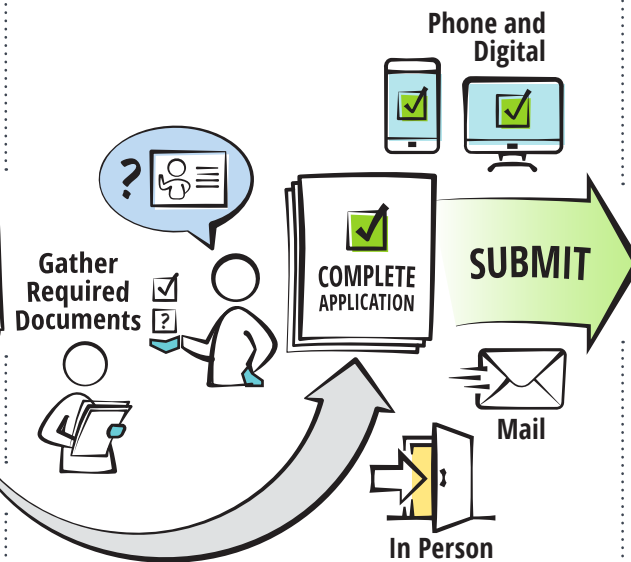 Phone and
Digital
?
Gather
Required
Documents
?
COMPLETE
APPLICATION
SUBMIT
Mail
In Person